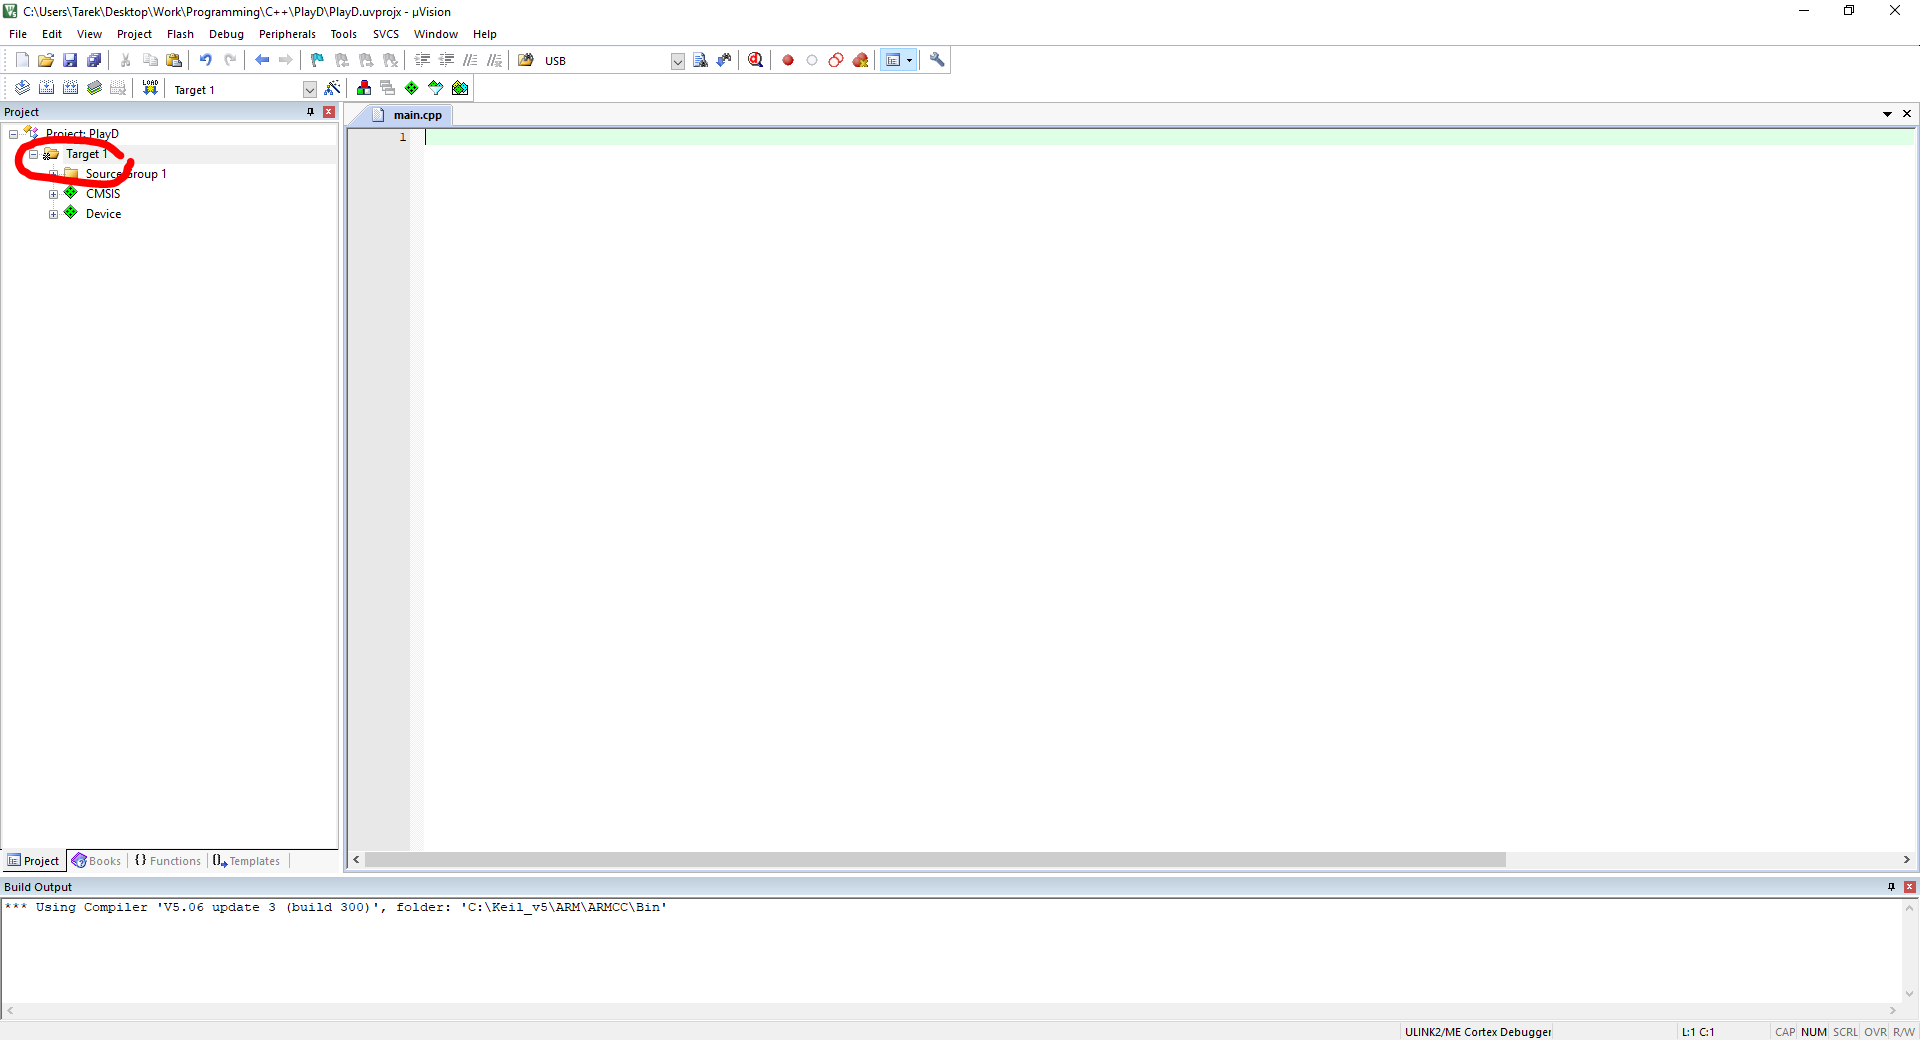 C:\Users\Tarek\Desktop\Work\Programming\C++\PlayD\PlayD.uvprojx - µVision
File Edit View Project Flash Debug Peripherals Tools SVCS Window Help
USB
LOAD Target 1
Project
main.cpp
Project: PlayD
1
Target 1
Source Group 1
CMSIS
Device
Project Books {} Functions Templates
Build Output
*** Using Compiler 'V5.06 update 3 (build 300)', folder: 'C:\Keil_v5\ARM\ARMCC\Bin'
ULINK2/ME Cortex Debugger L:1 C:1 CAP NUM SCRL OVR R/W